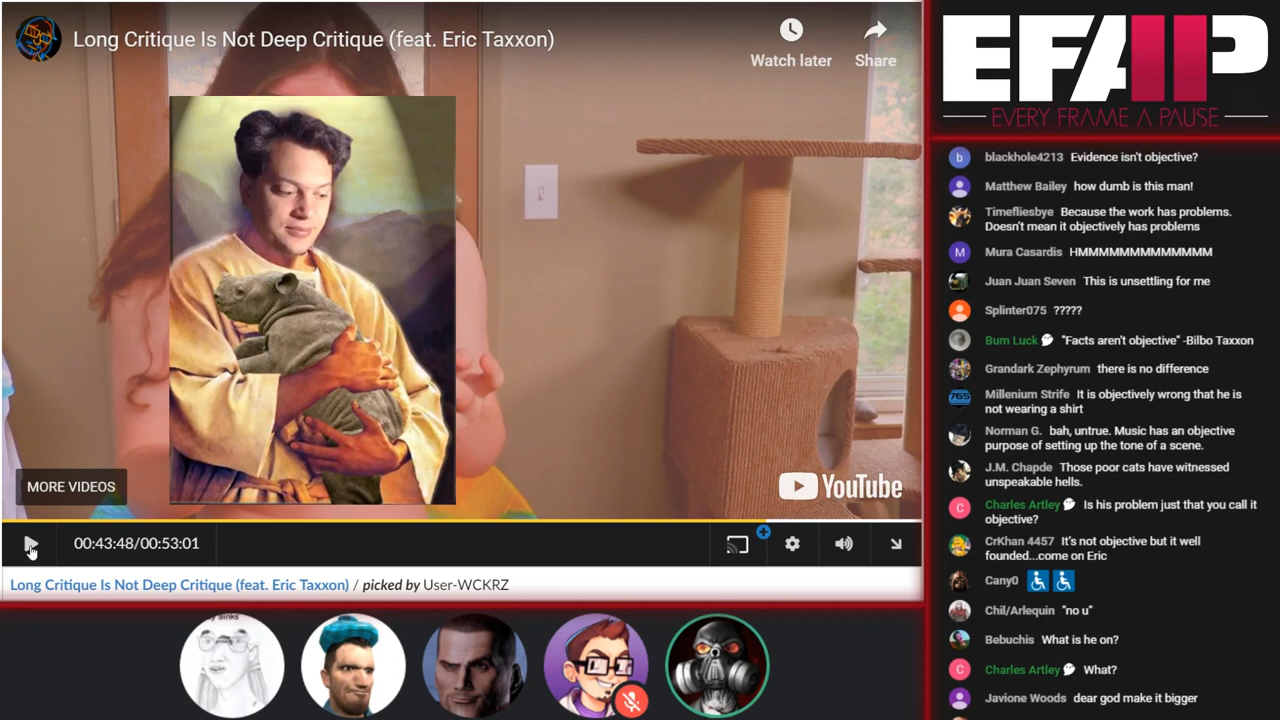 Long Critique Is Not Deep Critique (feat. Eric Taxxon)
Watch later
Share
MORE VIDEOS
YouTube
00:43:48/00:53:01
Long Critique Is Not Deep Critique (feat. Eric Taxxon) / picked by User-WCKRZ
EFAP
EVERY FRAME A PAUSE
b
blackhole4213 Evidence isn't objective?
Matthew Bailey how dumb is this man!
Timefliesbye Because the work has problems.
Doesn't mean it objectively has problems
M
Mura Casardis HMMMMMMMMMMMMM
Juan Juan Seven This is unsettling for me
Splinter075 ?????
Bum Luck "Facts aren't objective" -Bilbo Taxxon
Grandark Zephyrum there is no difference
765
Millenium Strife It is objectively wrong that he is
not wearing a shirt
Norman G. bah, untrue. Music has an objective
purpose of setting up the tone of a scene.
J.M. Chapde Those poor cats have witnessed
unspeakable hells.
C
Charles Artley Is his problem just that you call it
objective?
CrKhan 4457 It's not objective but it well
founded...come on Eric
Cany0
Chil/Arlequin "no u"
Bebuchis What is he on?
C
Charles Artley What?
Javione Woods dear god make it bigger